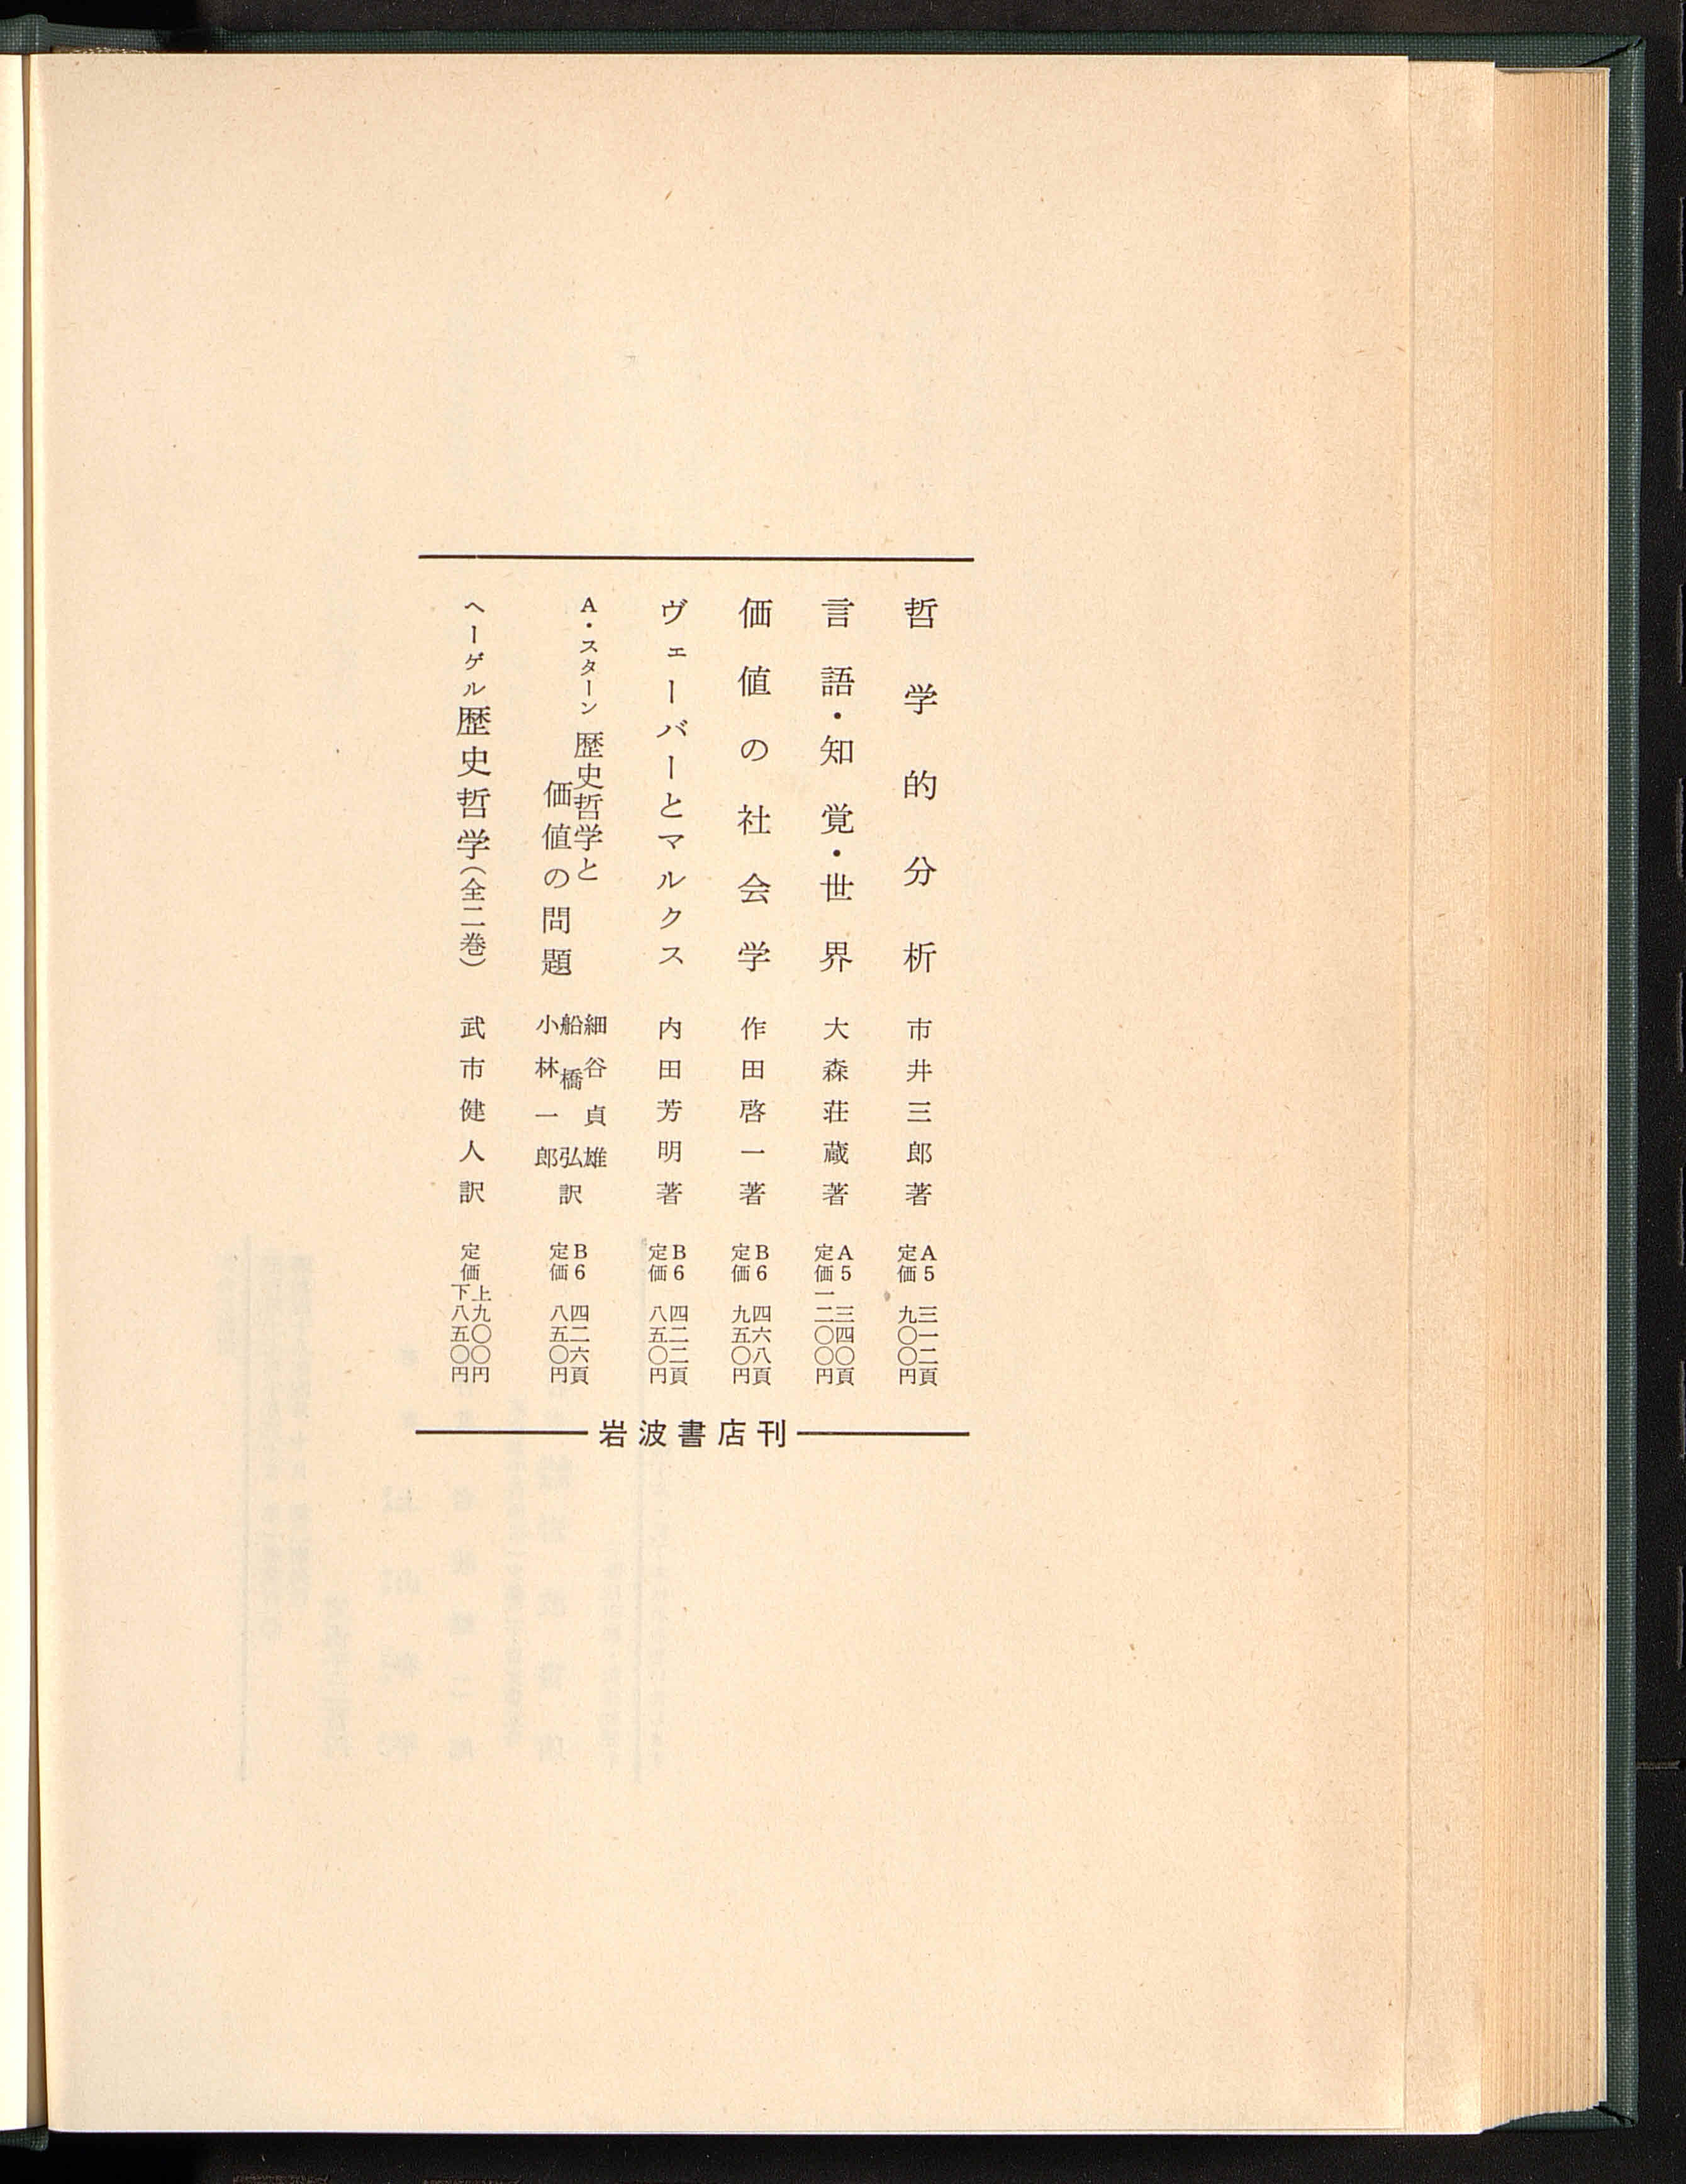 哲学的分析 市井三郎著 A5 三一二頁 定価 九〇〇円
言語・知覚・世界 大森荘蔵著 A5 三四〇頁 定価一二〇〇円
価値の社会学 作田啓一著 B6 四六八頁 定価 九五〇円
ヴェーバーとマルクス 内田芳明著 B6 四二二頁 定価 八五〇円
A・スターン 歴史哲学と価値の問題 細谷貞雄 船橋弘 小林一郎 訳 B6 四二六頁 定価 八五〇円
ヘーゲル 歴史哲学(全二巻) 武市健人訳 定価 上九〇〇円 下八五〇円
岩波書店刊